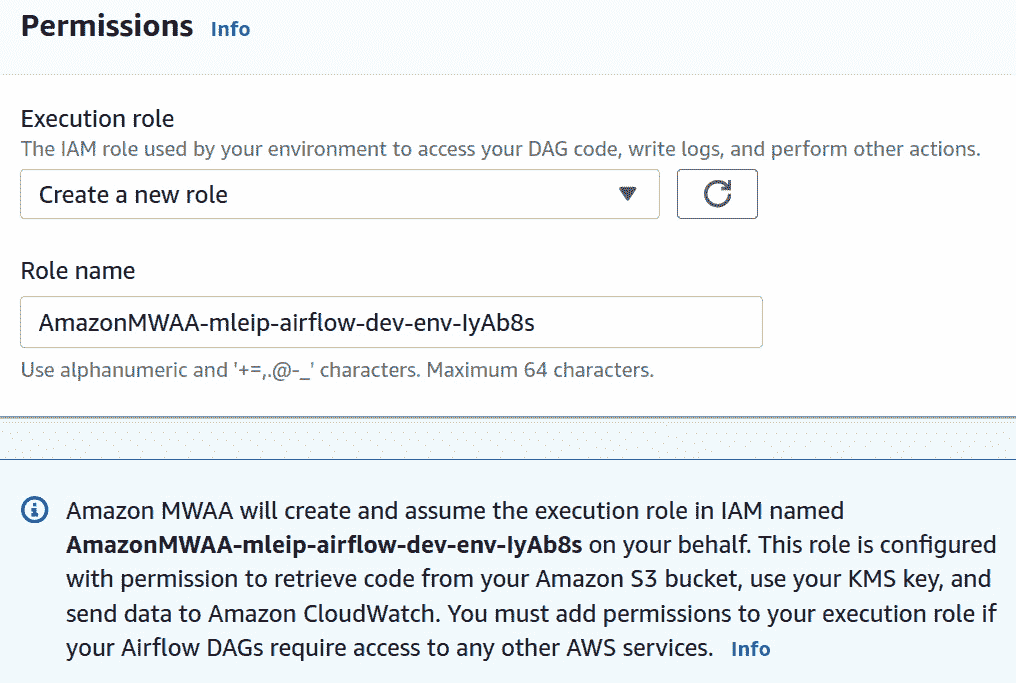 Permissions Info
Execution role
The IAM role used by your environment to access your DAG code, write logs, and perform other actions.
Create a new role
Role name
AmazonMWAA-mleip-airflow-dev-env-IyAb8s
Use alphanumeric and '+=,.@-_' characters. Maximum 64 characters.
Amazon MWAA will create and assume the execution role in IAM named
AmazonMWAA-mleip-airflow-dev-env-IyAb8s on your behalf. This role is configured
with permission to retrieve code from your Amazon S3 bucket, use your KMS key, and
send data to Amazon CloudWatch. You must add permissions to your execution role if
your Airflow DAGs require access to any other AWS services. Info